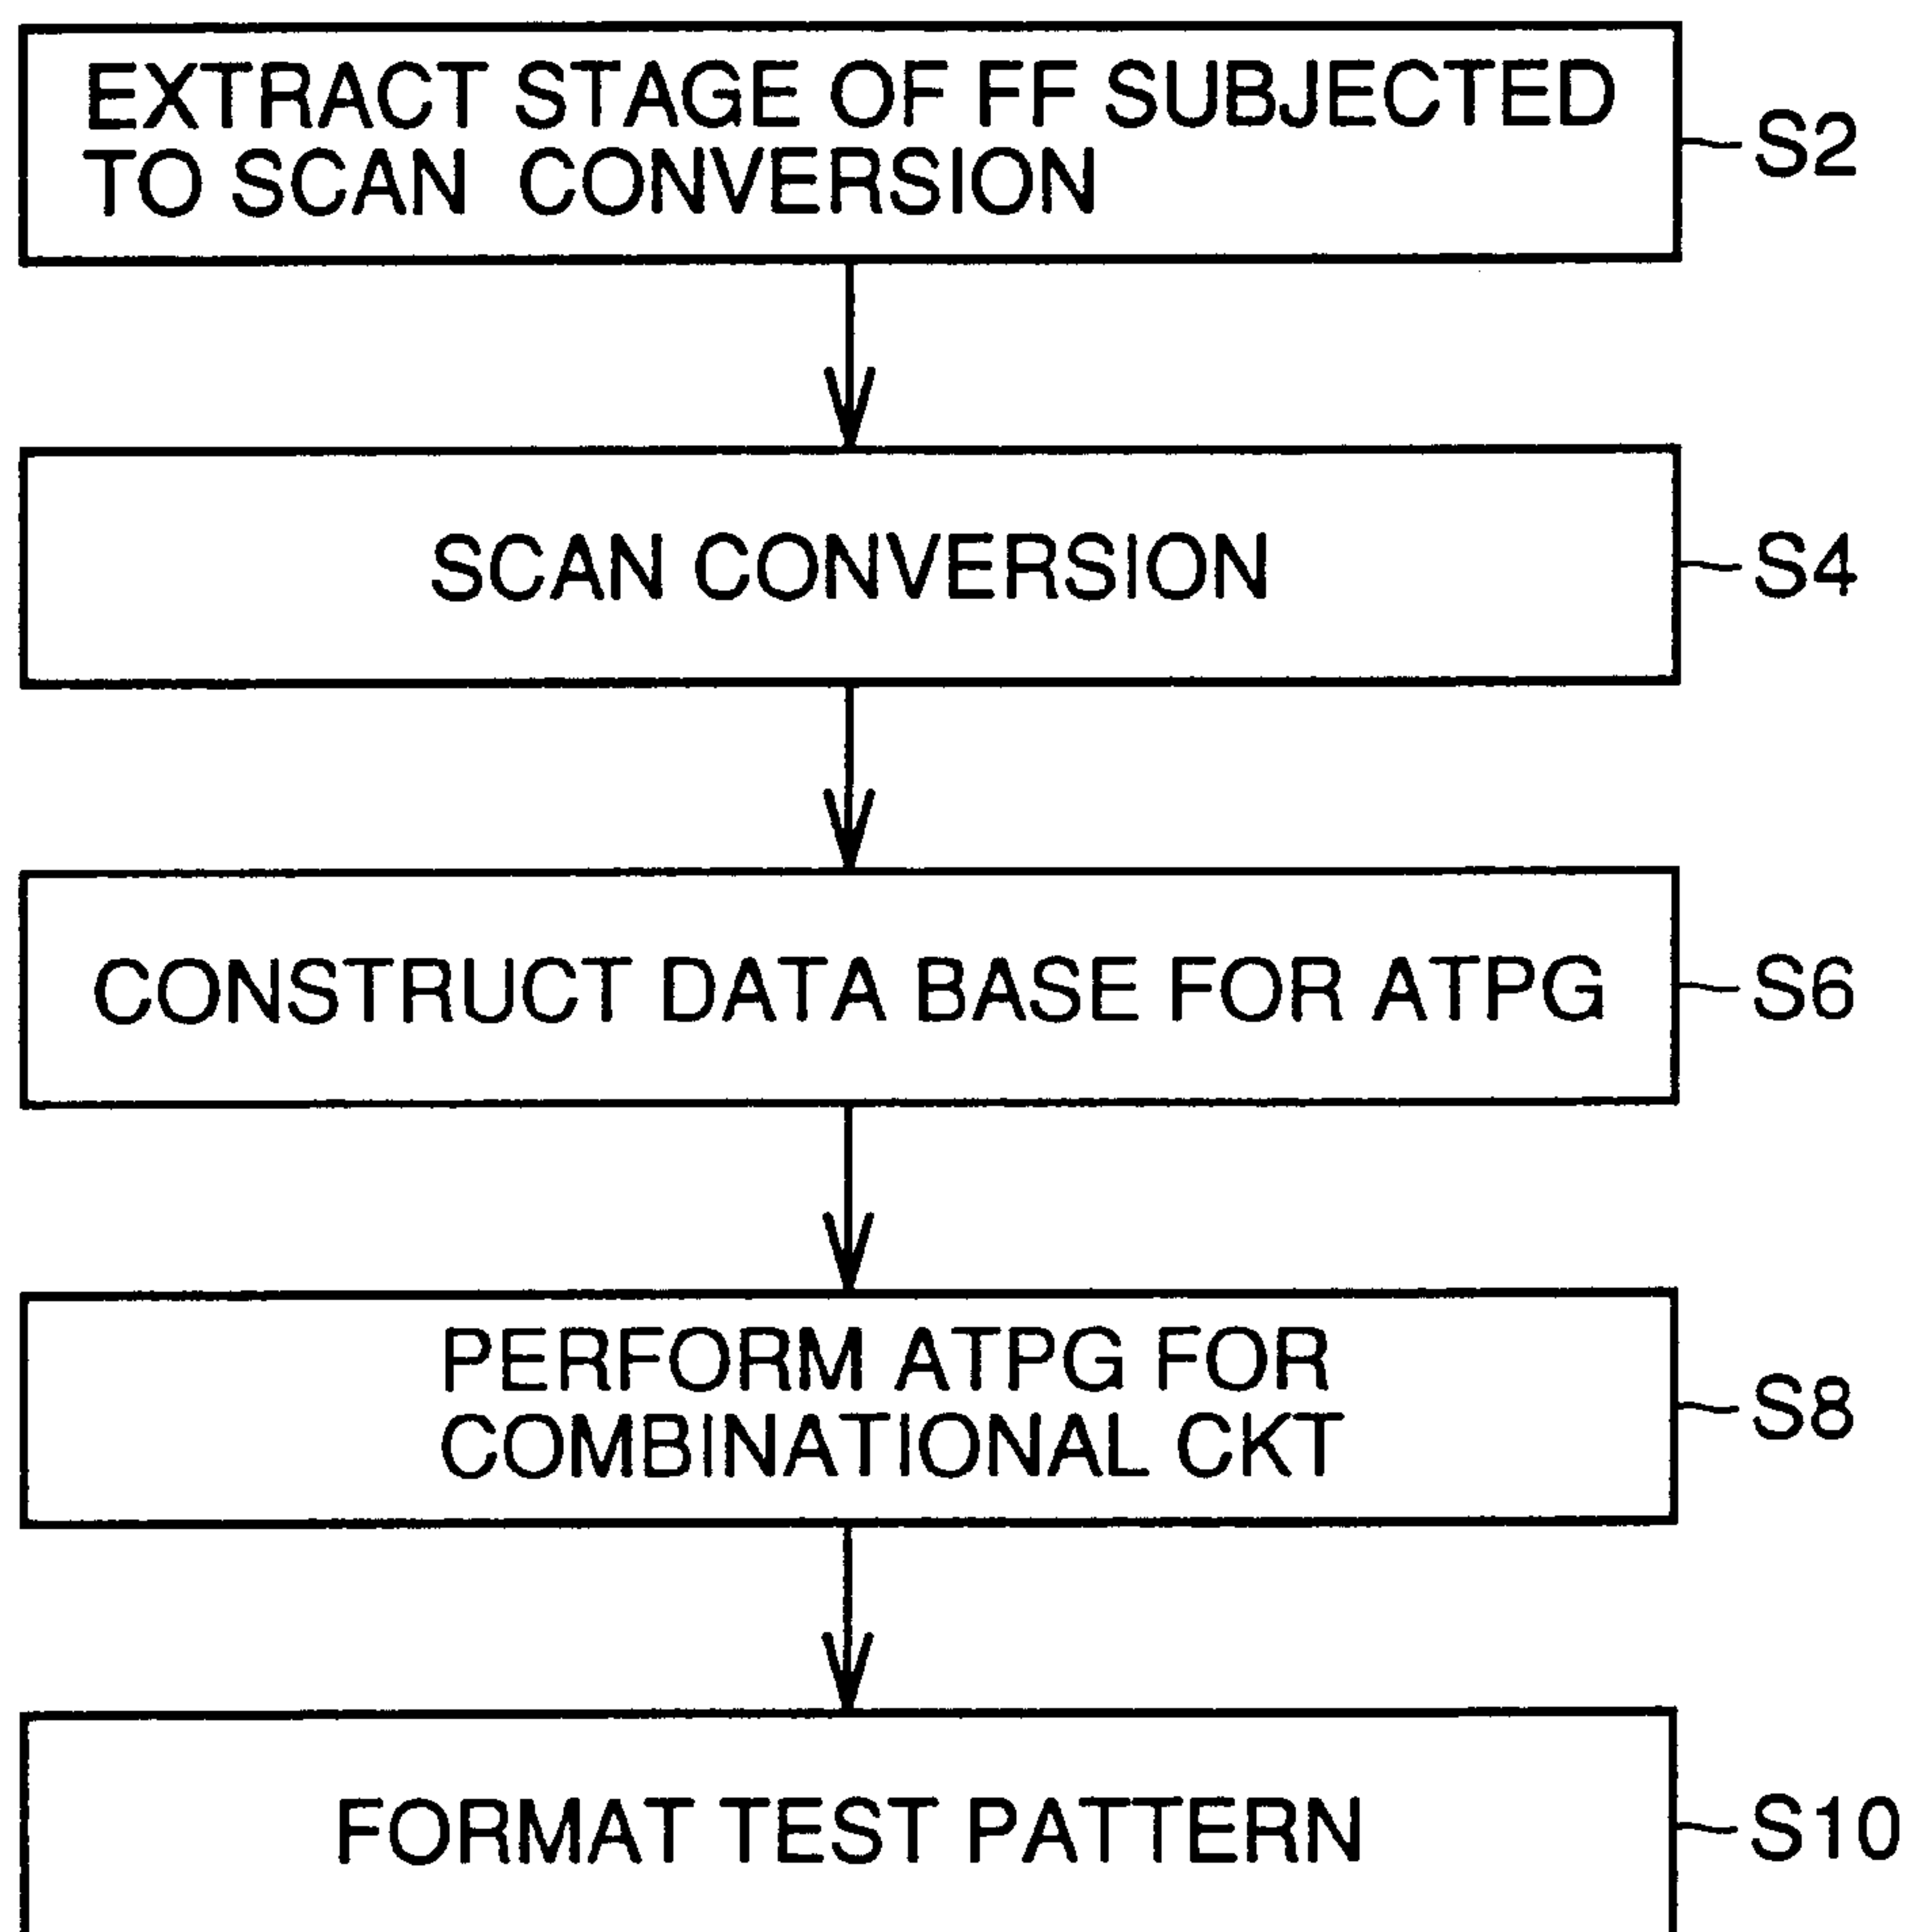 EXTRACT STAGE OF FF SUBJECTED
TO SCAN CONVERSION
S2
SCAN CONVERSION
S4
CONSTRUCT DATA BASE FOR ATPG
S6
PERFORM ATPG FOR
COMBINATIONAL CKT
S8
FORMAT TEST PATTERN
S10